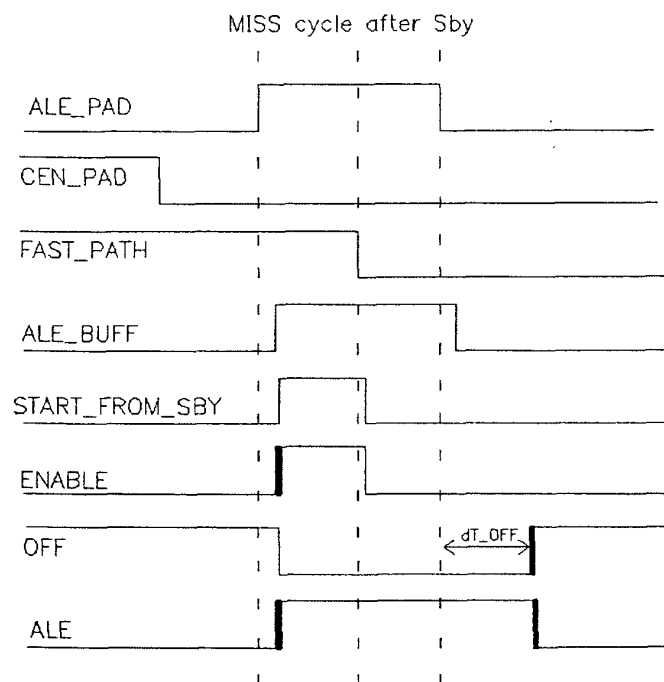 MISS cycle after Sby
ALE_PAD
CEN_PAD
FAST_PATH
ALE_BUFF
START_FROM_SBY
ENABLE
OFF
dT_OFF
ALE